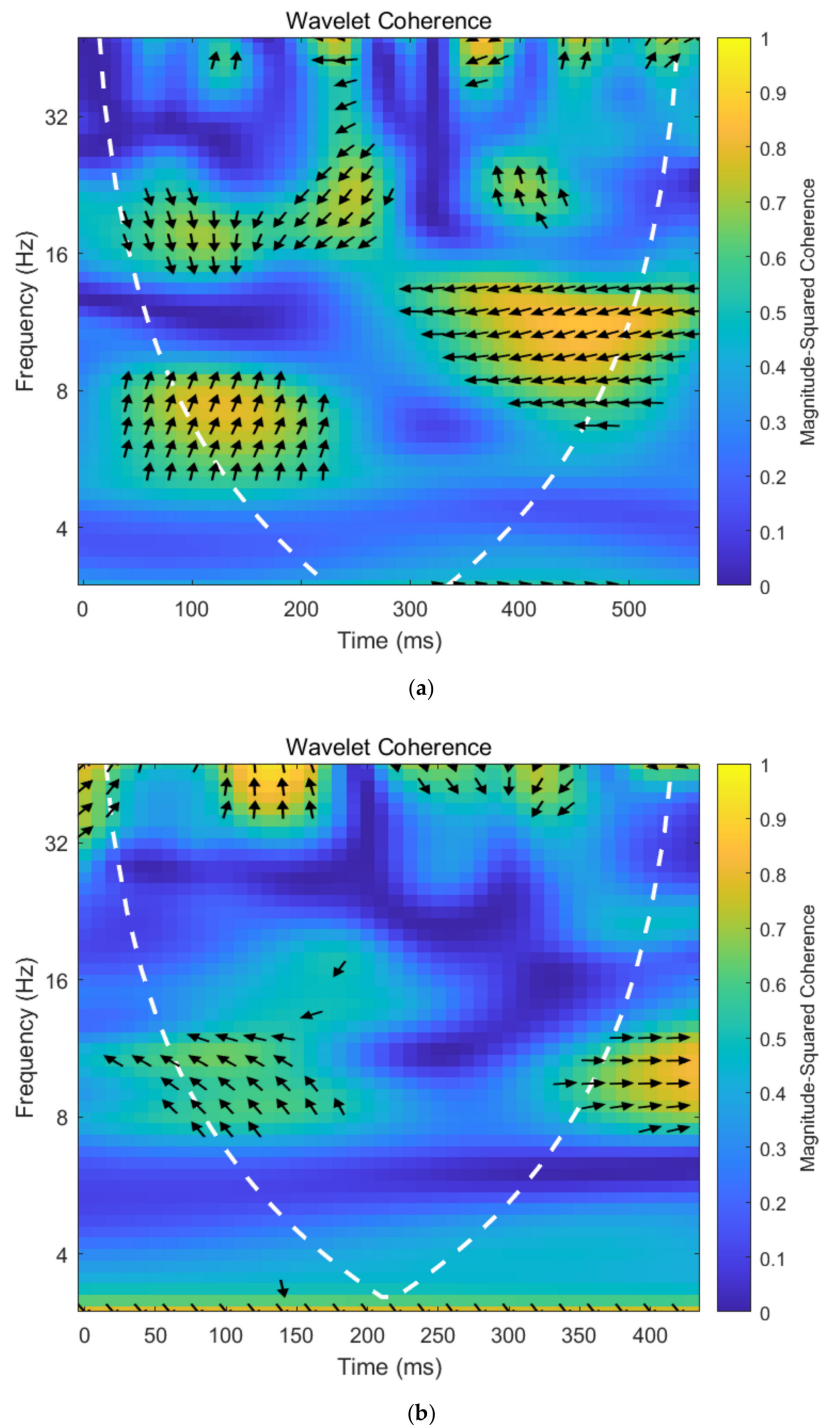 Wavelet Coherence
32
16
8
4
Frequency (Hz)
0 100 200 300 400 500
Time (ms)
1
0.9
0.8
0.7
0.6
0.5
0.4
0.3
0.2
0.1
0
Magnitude-Squared Coherence
(a)
Wavelet Coherence
32
16
8
4
Frequency (Hz)
0 50 100 150 200 250 300 350 400
Time (ms)
1
0.9
0.8
0.7
0.6
0.5
0.4
0.3
0.2
0.1
0
Magnitude-Squared Coherence
(b)